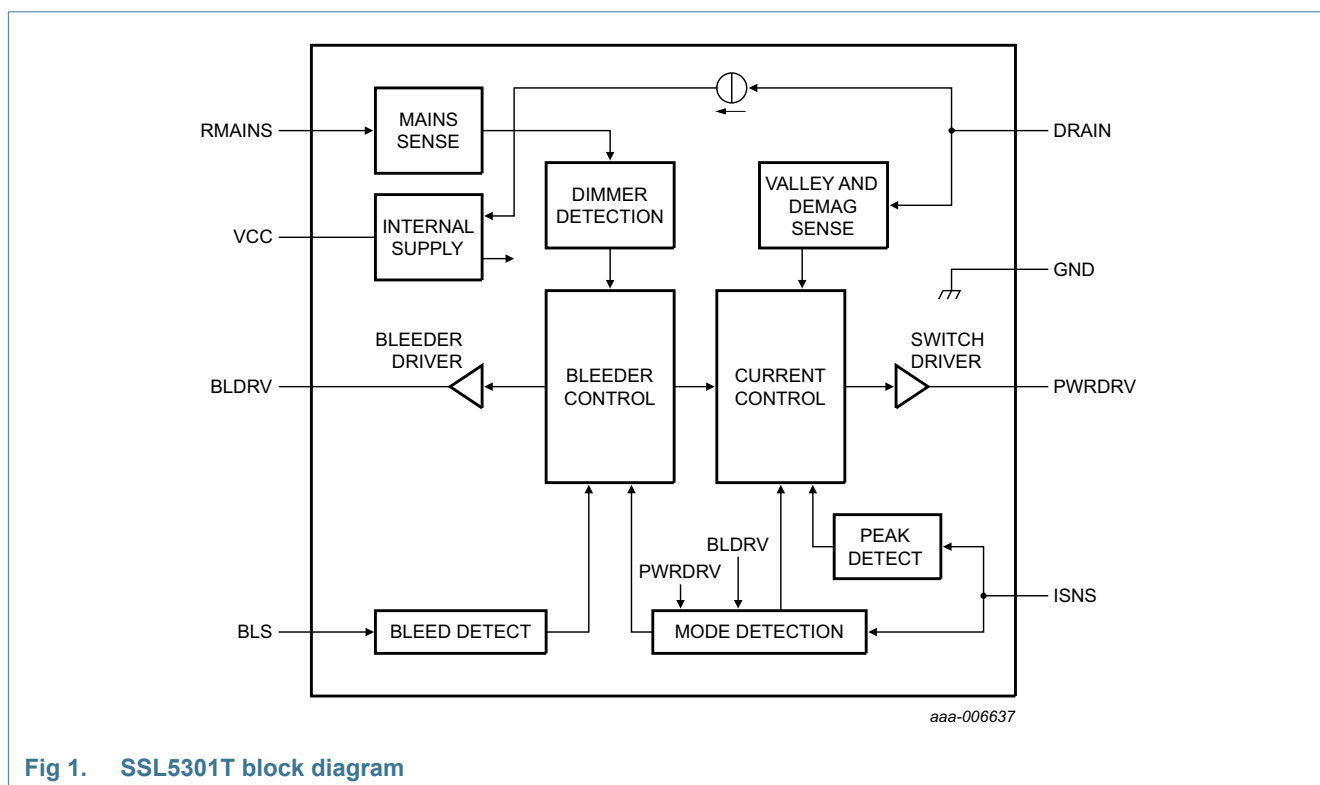 RMAINS
MAINS
SENSE
DRAIN
DIMMER
DETECTION
VALLEY AND
DEMAG
SENSE
VCC
INTERNAL
SUPPLY
GND
BLEEDER
DRIVER
SWITCH
DRIVER
BLDRV
BLEEDER
CONTROL
CURRENT
CONTROL
PWRDRV
PEAK
DETECT
BLDRV
PWRDRV
ISNS
BLS
BLEED DETECT
MODE DETECTION
aaa-006637
Fig 1. SSL5301T block diagram